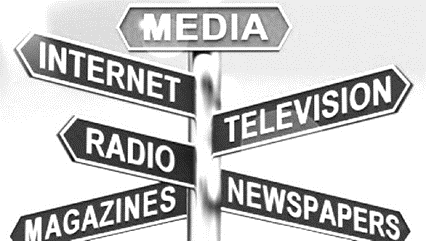 MEDIA
INTERNET
TELEVISION
RADIO
MAGAZINES
NEWSPAPERS